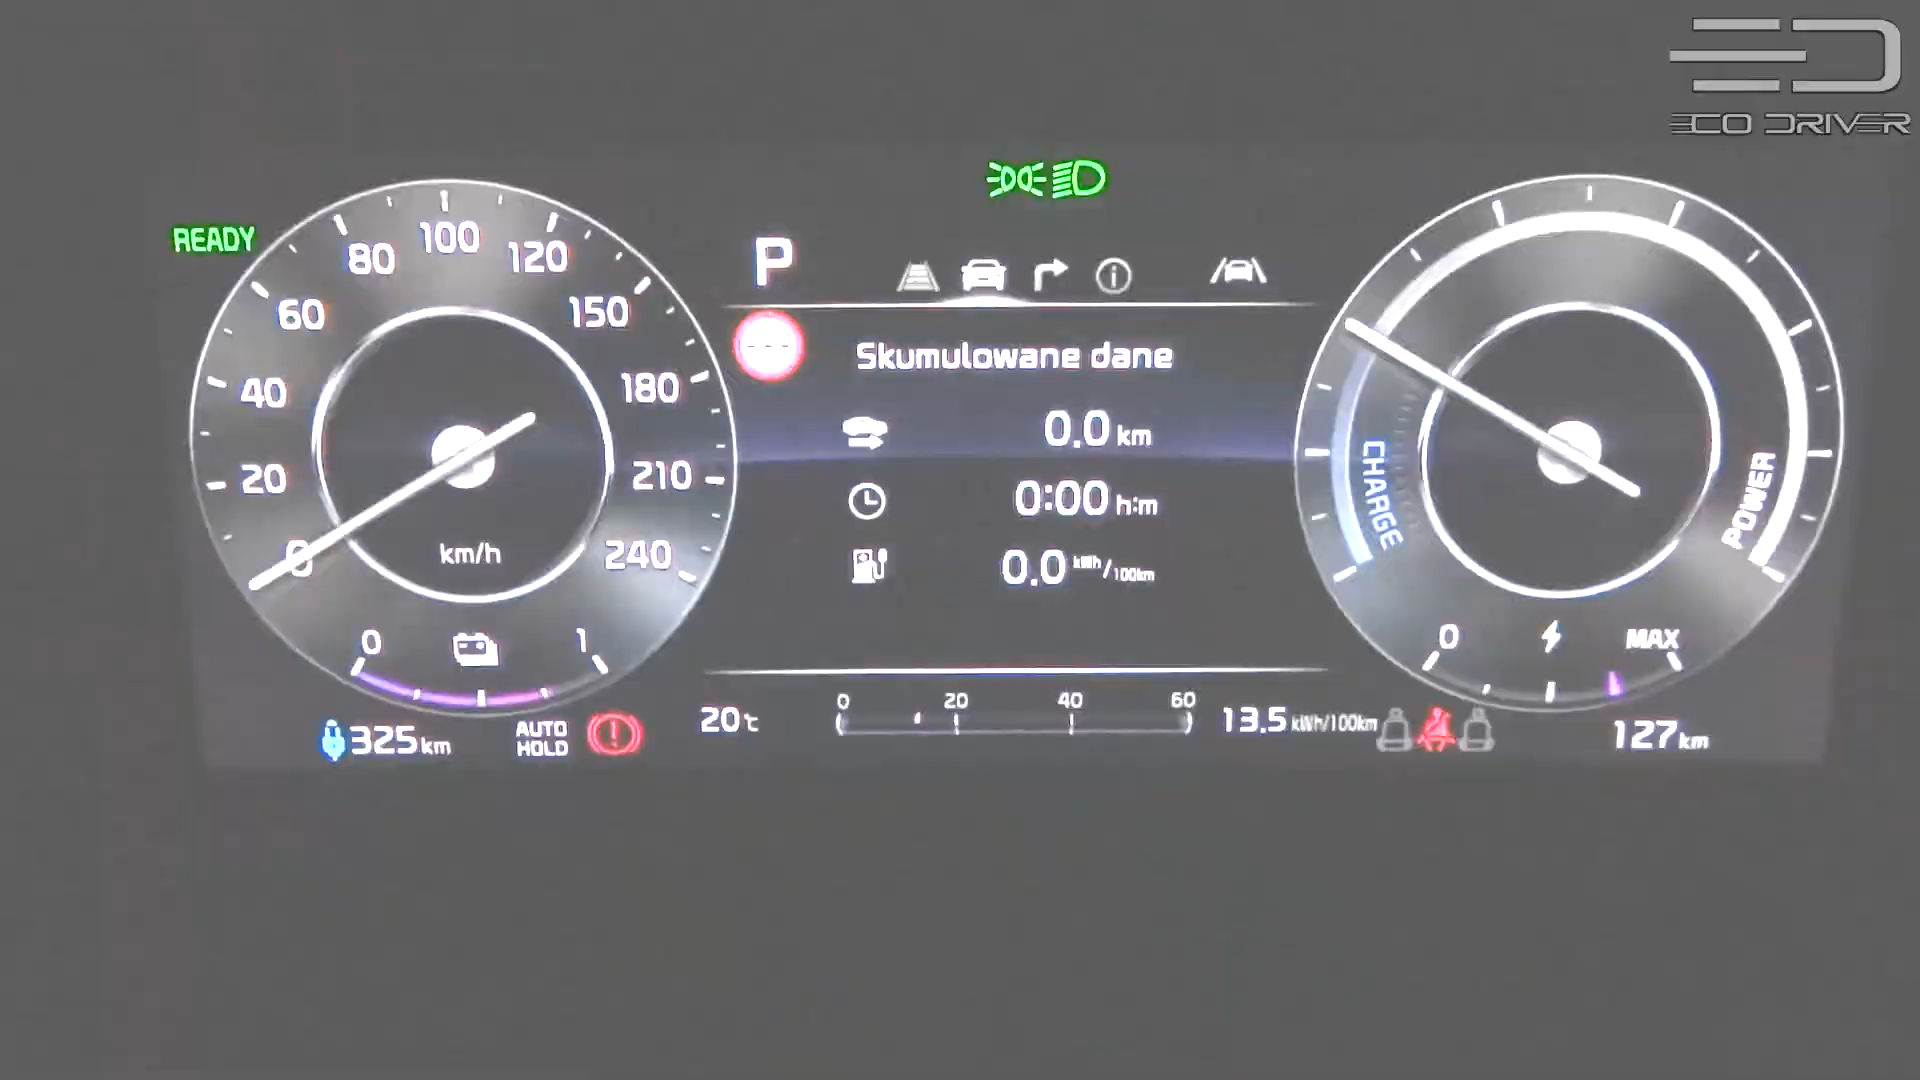 ECO DRIVER
READY
0
20
40
60
80
100
120
150
180
210
240
km/h
0
1
325 km
AUTO
HOLD
P
Skumulowane dane
0.0 km
0:00 h:m
0.0 kWh/100km
20°C
0 20 40 60
13.5 kWh/100km
CHARGE
POWER
0
MAX
127 km